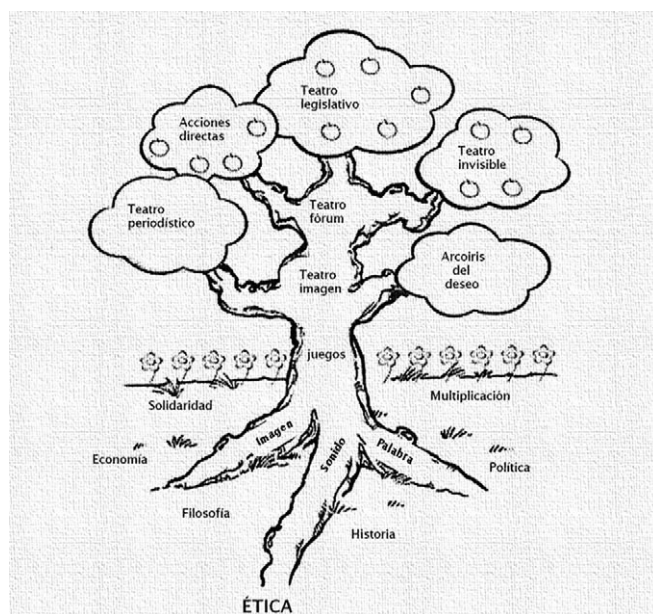 Teatro
legislativo
Acciones
directas
Teatro
invisible
Teatro
periodístico
Teatro
fórum
Arcoiris
del
deseo
Teatro
imagen
juegos
Solidaridad
Multiplicación
Imagen
Sonido
Palabra
Economía
Política
Filosofía
Historia
ÉTICA